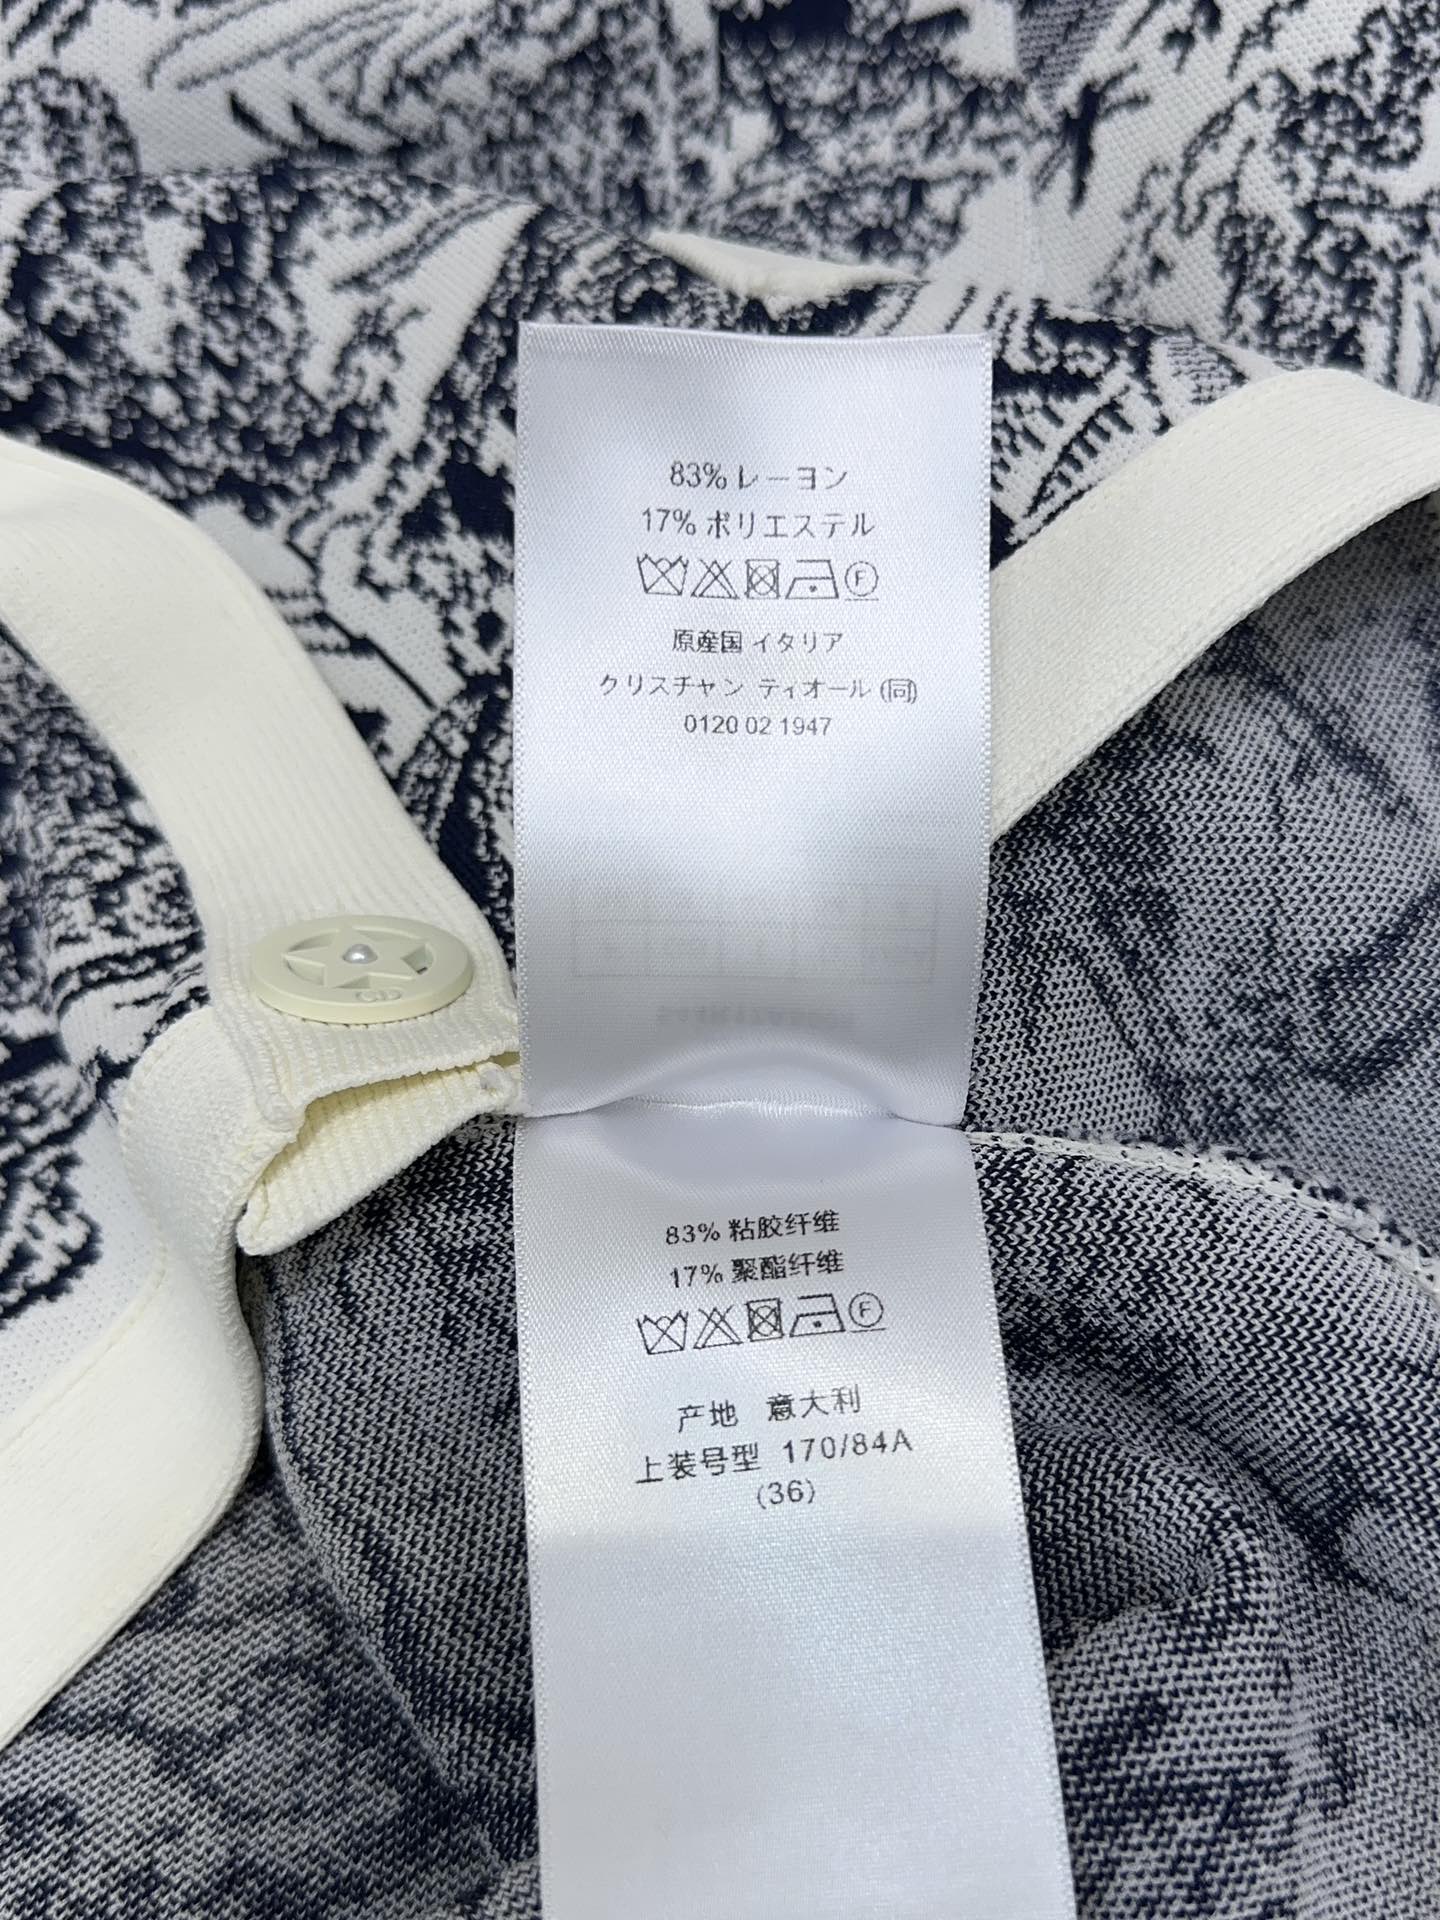 83% レーヨン
17% ポリエステル
F
原産国 イタリア
クリスチャン ディオール (同)
0120 02 1947
CD
83% 粘胶纤维
17% 聚酯纤维
F
产地 意大利
上装号型 170/84A
(36)